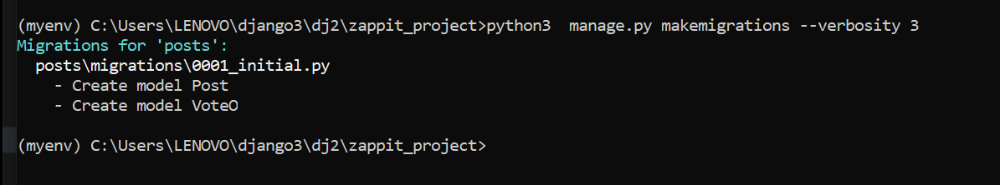 (myenv) C:\Users\LENOVO\django3\dj2\zappit_project>python3  manage.py makemigrations --verbosity 3
Migrations for 'posts':
  posts\migrations\0001_initial.py
    - Create model Post
    - Create model VoteO

(myenv) C:\Users\LENOVO\django3\dj2\zappit_project>